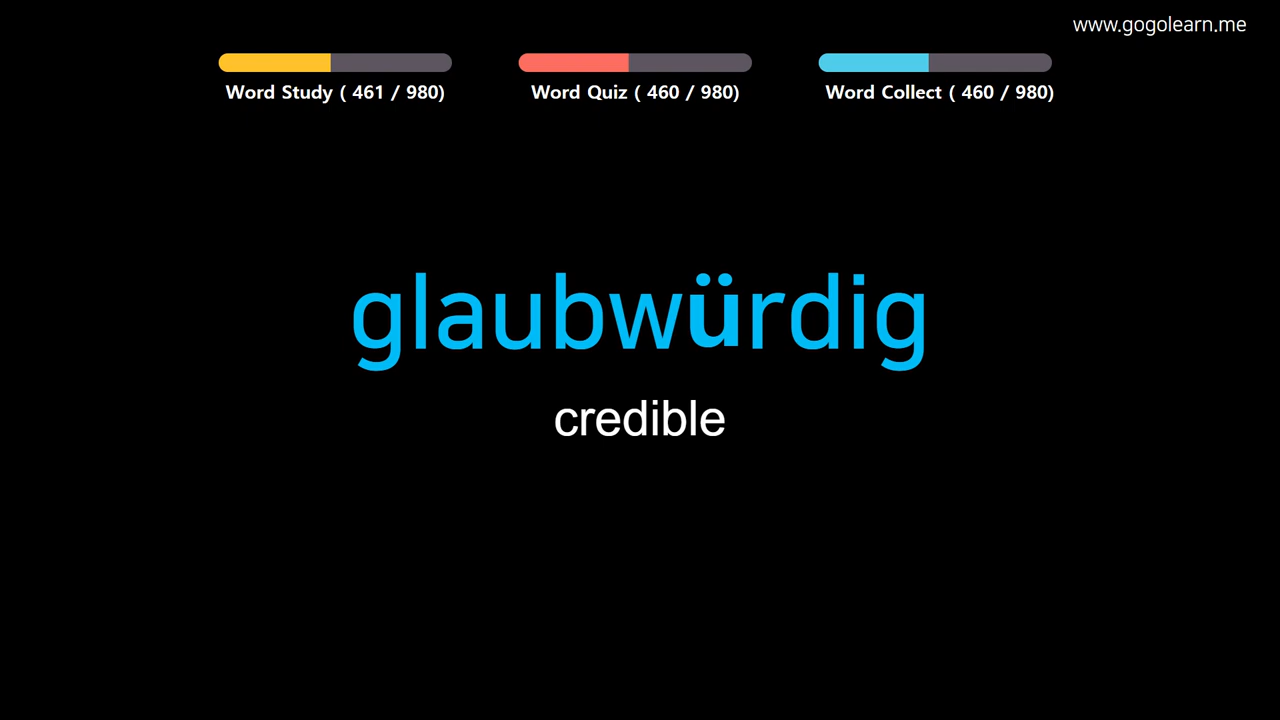 www.gogolearn.me
Word Study ( 461 / 980)
Word Quiz ( 460 / 980)
Word Collect ( 460 / 980)
glaubwürdig
credible